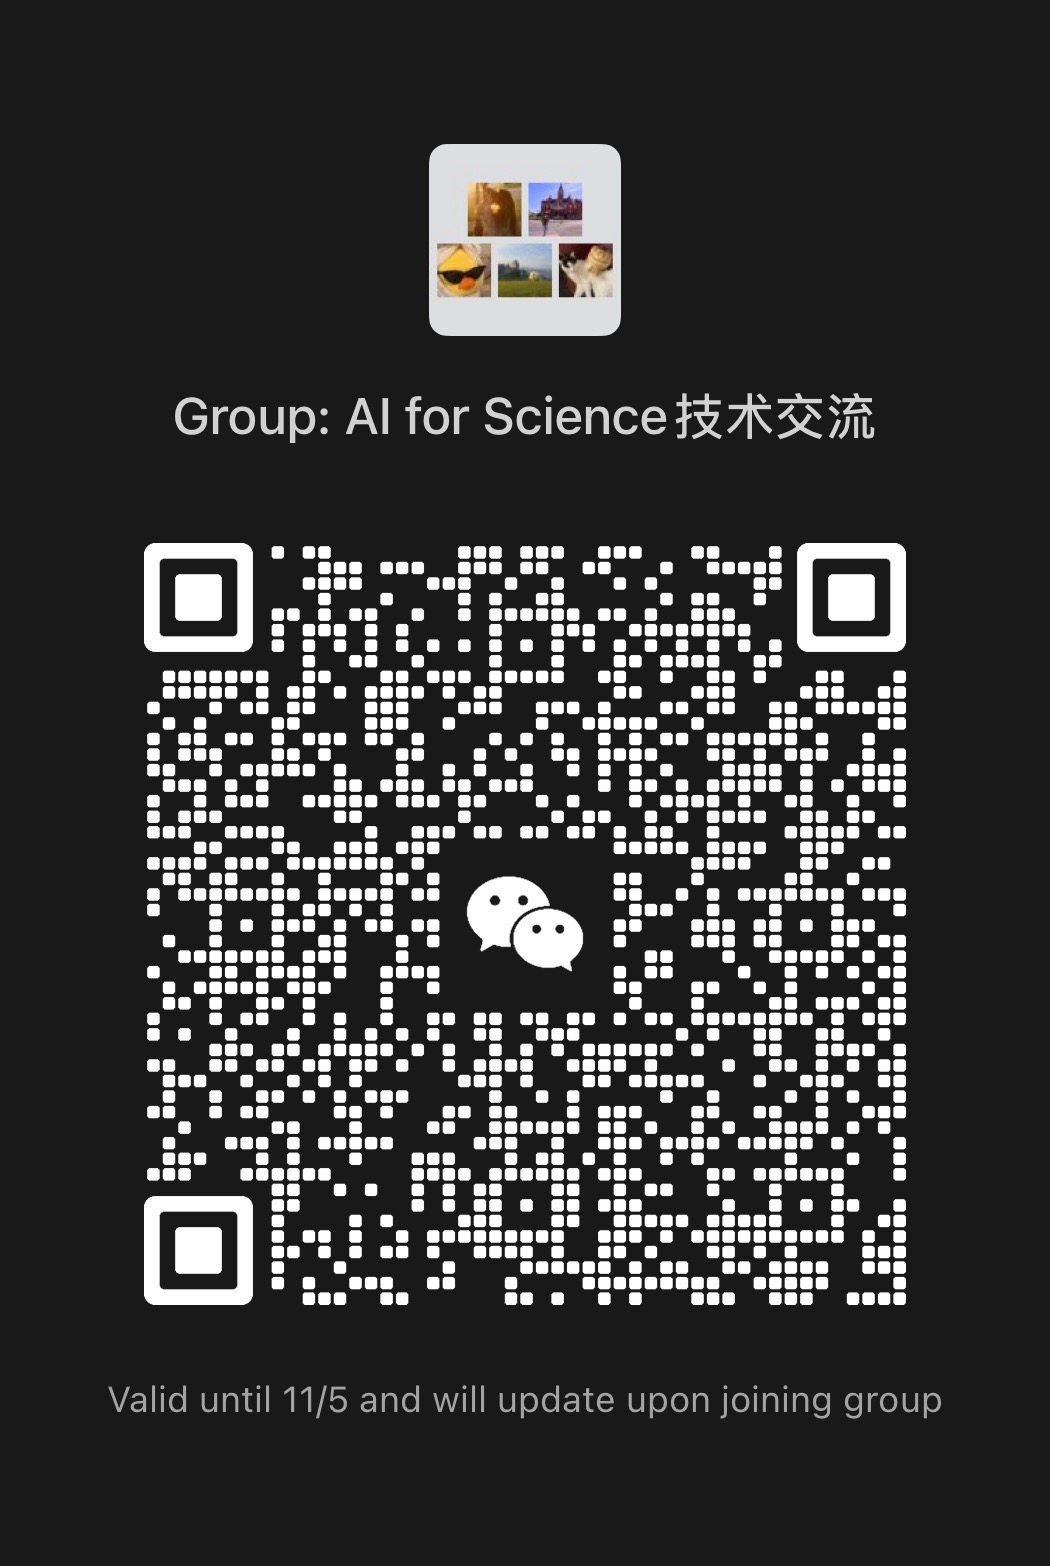 Group: AI for Science技术交流
Valid until 11/5 and will update upon joining group